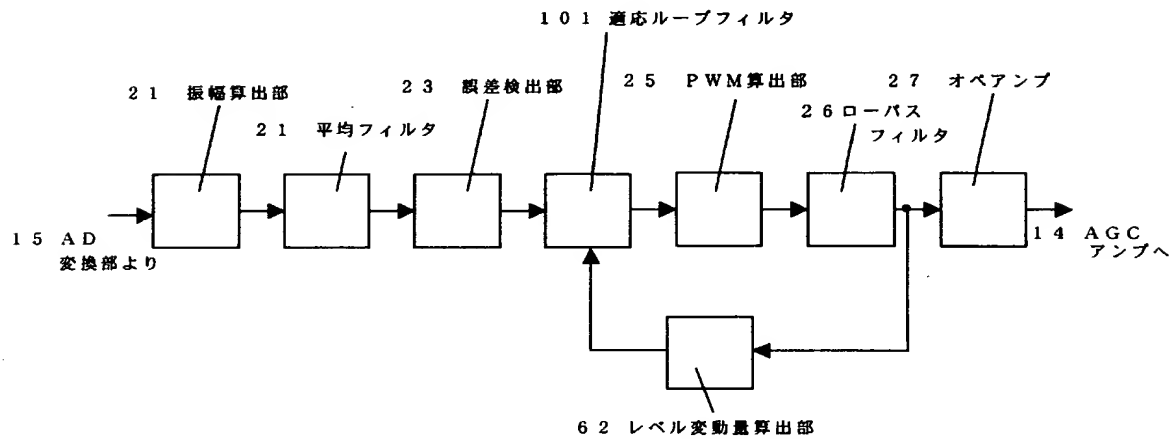 101 適応ループフィルタ
21 振幅算出部
23 誤差検出部
25 PWM算出部
27 オペアンプ
21 平均フィルタ
26ローパス
フィルタ
15 AD
変換部より
14 AGC
アンプへ
62 レベル変動量算出部